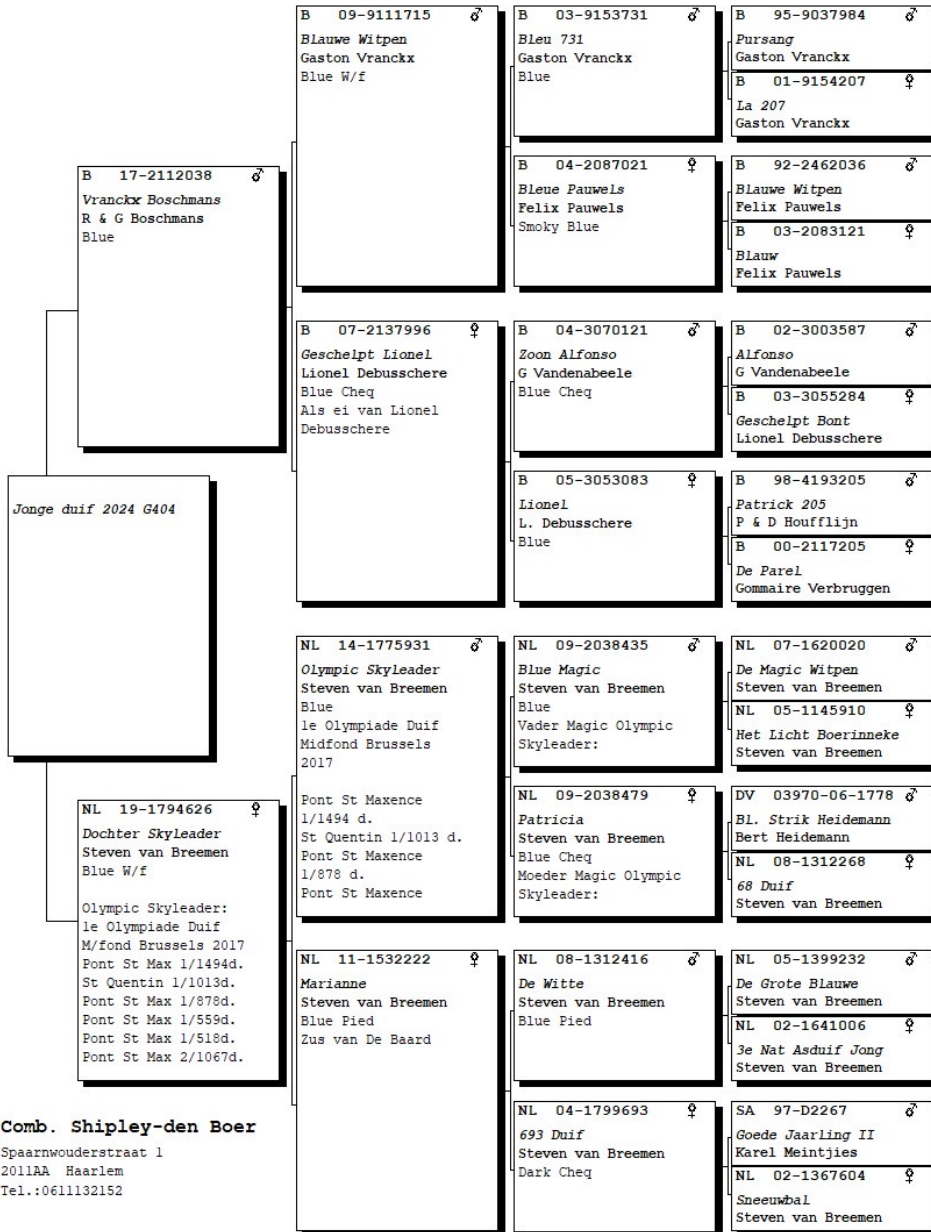 Jonge duif 2024 G404
B 17-2112038 ♂
Vranckx Boschmans
R & G Boschmans
Blue
NL 19-1794626 ♀
Dochter Skyleader
Steven van Breemen
Blue W/f
Olympic Skyleader:
1e Olympiade Duif
M/fond Brussels 2017
Pont St Max 1/1494d.
St Quentin 1/1013d.
Pont St Max 1/878d.
Pont St Max 1/559d.
Pont St Max 1/518d.
Pont St Max 2/1067d.
B 09-9111715 ♂
Blauwe Witpen
Gaston Vranckx
Blue W/f
B 07-2137996 ♀
Geschelpt Lionel
Lionel Debusschere
Blue Cheq
Als ei van Lionel
Debusschere
NL 14-1775931 ♂
Olympic Skyleader
Steven van Breemen
Blue
1e Olympiade Duif
Midfond Brussels
2017
Pont St Maxence
1/1494 d.
St Quentin 1/1013 d.
Pont St Maxence
1/878 d.
Pont St Maxence
NL 11-1532222 ♀
Marianne
Steven van Breemen
Blue Pied
Zus van De Baard
B 03-9153731 ♂
Bleu 731
Gaston Vranckx
Blue
B 04-2087021 ♀
Bleue Pauwels
Felix Pauwels
Smoky Blue
B 04-3070121 ♂
Zoon Alfonso
G Vandenabeele
Blue Cheq
B 05-3053083 ♀
Lionel
L. Debusschere
Blue
NL 09-2038435 ♂
Blue Magic
Steven van Breemen
Blue
Vader Magic Olympic
Skyleader:
NL 09-2038479 ♀
Patricia
Steven van Breemen
Blue Cheq
Moeder Magic Olympic
Skyleader:
NL 08-1312416 ♂
De Witte
Steven van Breemen
Blue Pied
NL 04-1799693 ♀
693 Duif
Steven van Breemen
Dark Cheq
B 95-9037984 ♂
Pursang
Gaston Vranckx
B 01-9154207 ♀
La 207
Gaston Vranckx
B 92-2462036 ♂
Blauwe Witpen
Felix Pauwels
B 03-2083121 ♀
Blauw
Felix Pauwels
B 02-3003587 ♂
Alfonso
G Vandenabeele
B 03-3055284 ♀
Geschelpt Bont
Lionel Debusschere
B 98-4193205 ♂
Patrick 205
P & D Houfflijn
B 00-2117205 ♀
De Parel
Gommaire Verbruggen
NL 07-1620020 ♂
De Magic Witpen
Steven van Breemen
NL 05-1145910 ♀
Het Licht Boerinneke
Steven van Breemen
DV 03970-06-1778 ♂
Bl. Strik Heidemann
Bert Heidemann
NL 08-1312268 ♀
68 Duif
Steven van Breemen
NL 05-1399232 ♂
De Grote Blauwe
Steven van Breemen
NL 02-1641006 ♀
3e Nat Asduif Jong
Steven van Breemen
SA 97-D2267 ♂
Goede Jaarling II
Karel Meintjies
NL 02-1367604 ♀
Sneeuwbal
Steven van Breemen
Comb. Shipley-den Boer
Spaarnwouderstraat 1
2011AA Haarlem
Tel.:0611132152